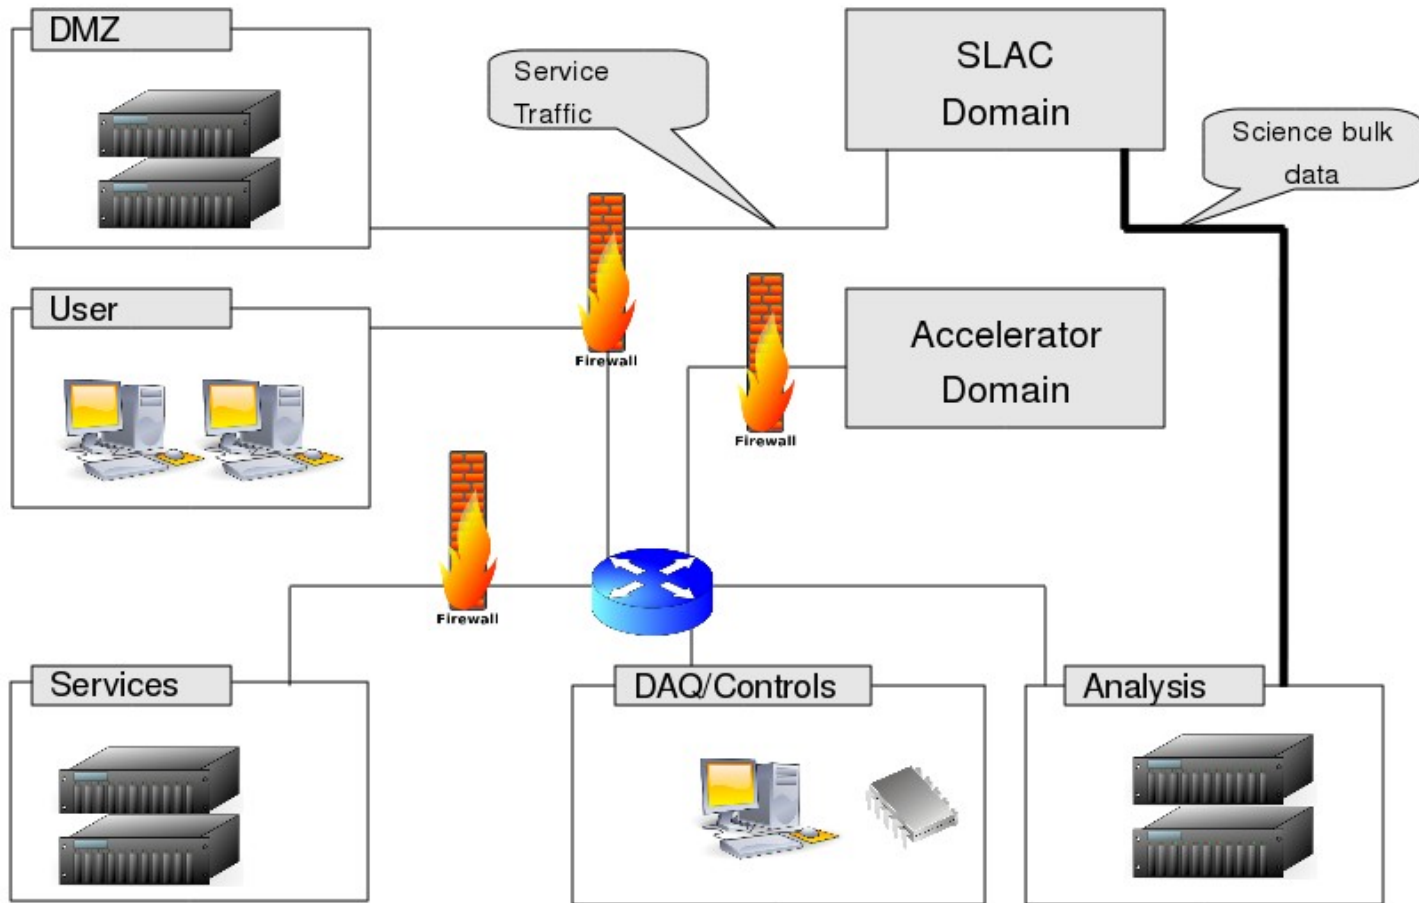 DMZ
Service
Traffic
SLAC
Domain
Science bulk
data
User
Firewall
Accelerator
Domain
Firewall
Firewall
Services
DAQ/Controls
Analysis